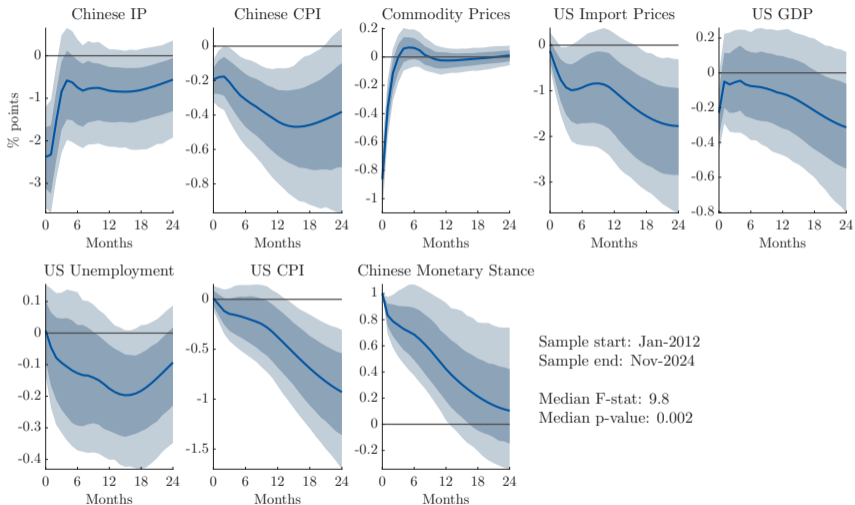 Chinese IP
Chinese CPI
Commodity Prices
US Import Prices
US GDP
% points
0
-1
-2
-3
0
-0.2
-0.4
-0.6
-0.8
0.2
0
-0.2
-0.4
-0.6
-0.8
-1
0
-1
-2
-3
0.2
0
-0.2
-0.4
-0.6
-0.8
0 6 12 18 24
0 6 12 18 24
0 6 12 18 24
0 6 12 18 24
0 6 12 18 24
Months
Months
Months
Months
Months
US Unemployment
US CPI
Chinese Monetary Stance
0.1
0
-0.1
-0.2
-0.3
-0.4
0
-0.5
-1
-1.5
1
0.8
0.6
0.4
0.2
0
-0.2
0 6 12 18 24
0 6 12 18 24
0 6 12 18 24
Months
Months
Months
Sample start: Jan-2012
Sample end: Nov-2024
Median F-stat: 9.8
Median p-value: 0.002